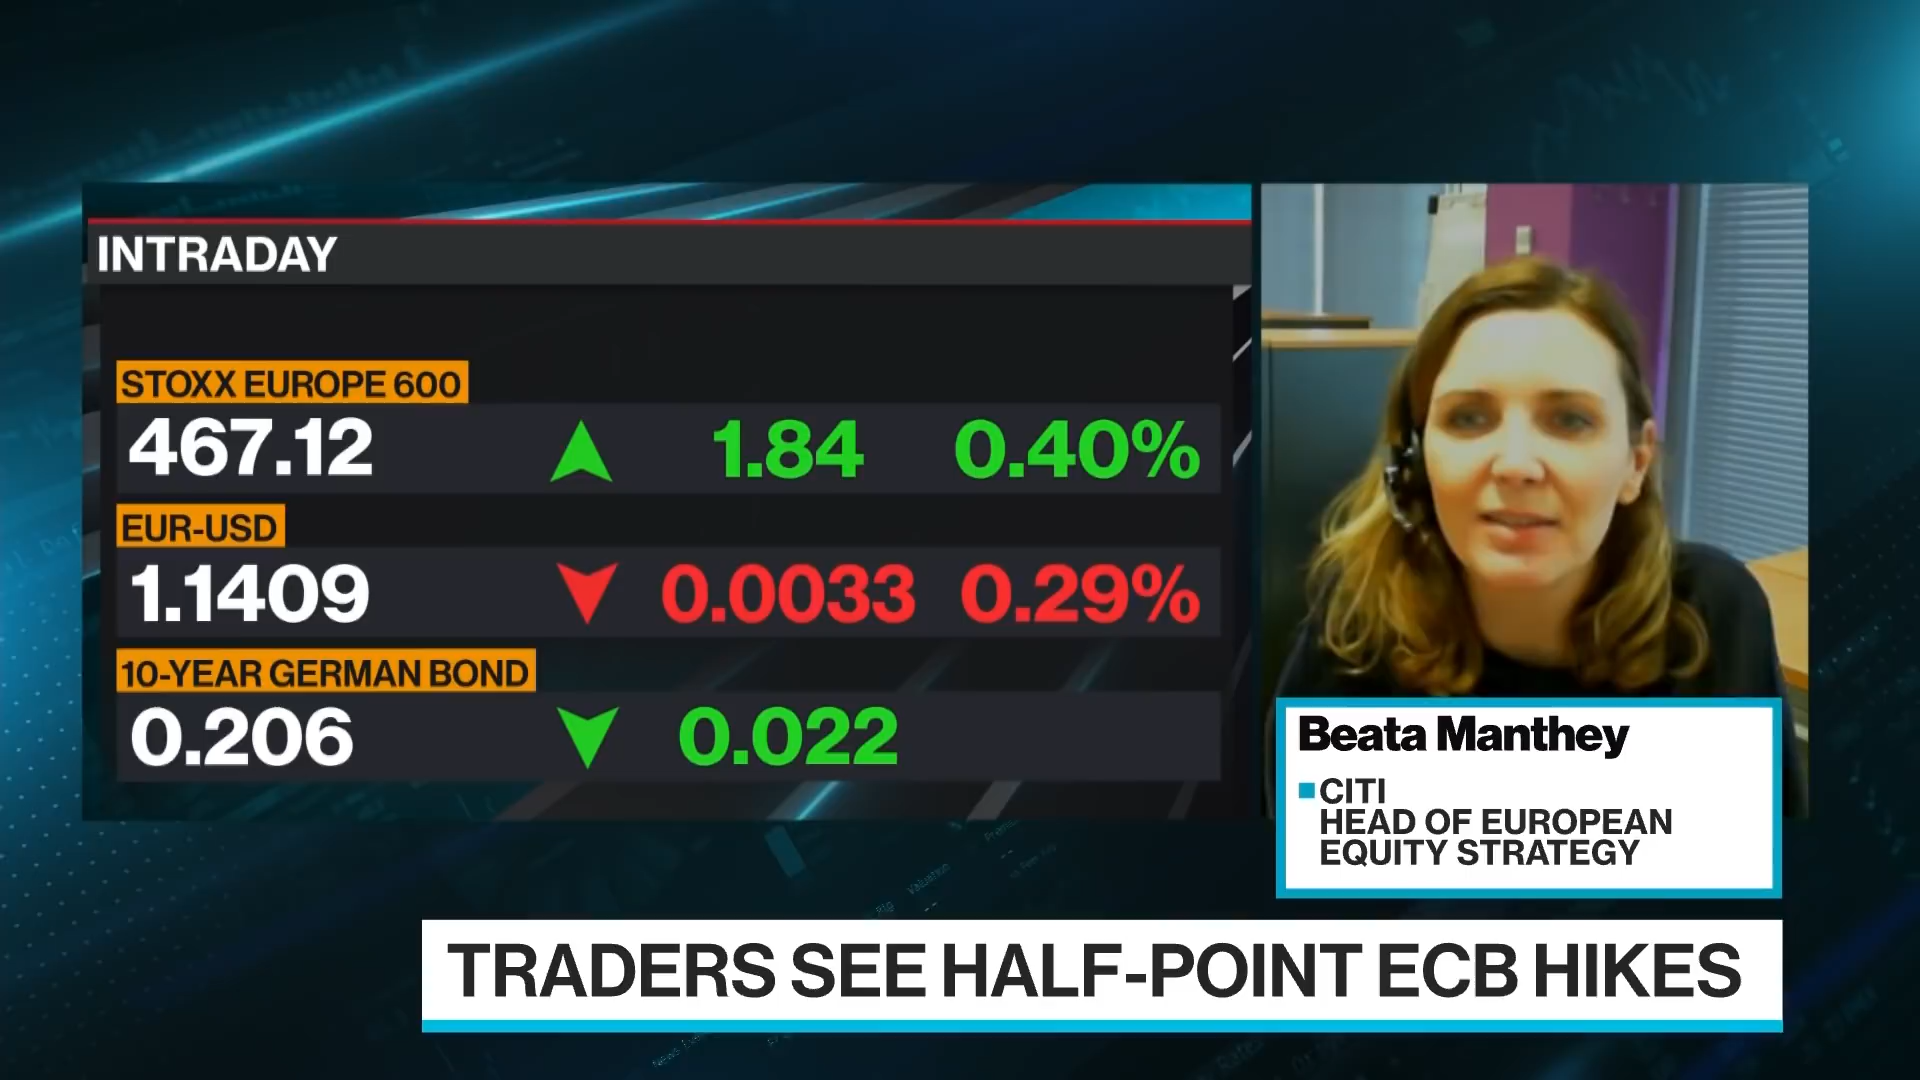 INTRADAY
STOXX EUROPE 600
467.12 ▲ 1.84 0.40%
EUR-USD
1.1409 ▼ 0.0033 0.29%
10-YEAR GERMAN BOND
0.206 ▼ 0.022
Beata Manthey
CITI
HEAD OF EUROPEAN
EQUITY STRATEGY
TRADERS SEE HALF-POINT ECB HIKES
Valuation